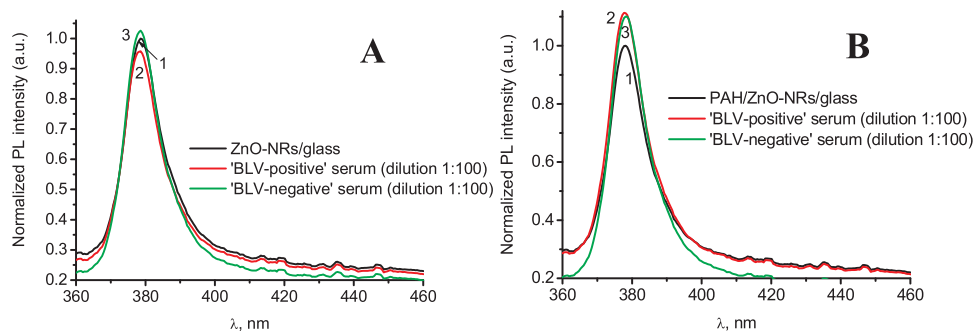 A
Normalized PL intensity (a.u.)
1.0
0.9
0.8
0.7
0.6
0.5
0.4
0.3
0.2
3
1
2
ZnO-NRs/glass
'BLV-positive' serum (dilution 1:100)
'BLV-negative' serum (dilution 1:100)
360 380 400 420 440 460
λ, nm
B
Normalized PL intensity (a.u.)
1.0
0.8
0.6
0.4
0.2
2
3
1
PAH/ZnO-NRs/glass
'BLV-positive' serum (dilution 1:100)
'BLV-negative' serum (dilution 1:100)
360 380 400 420 440 460
λ, nm